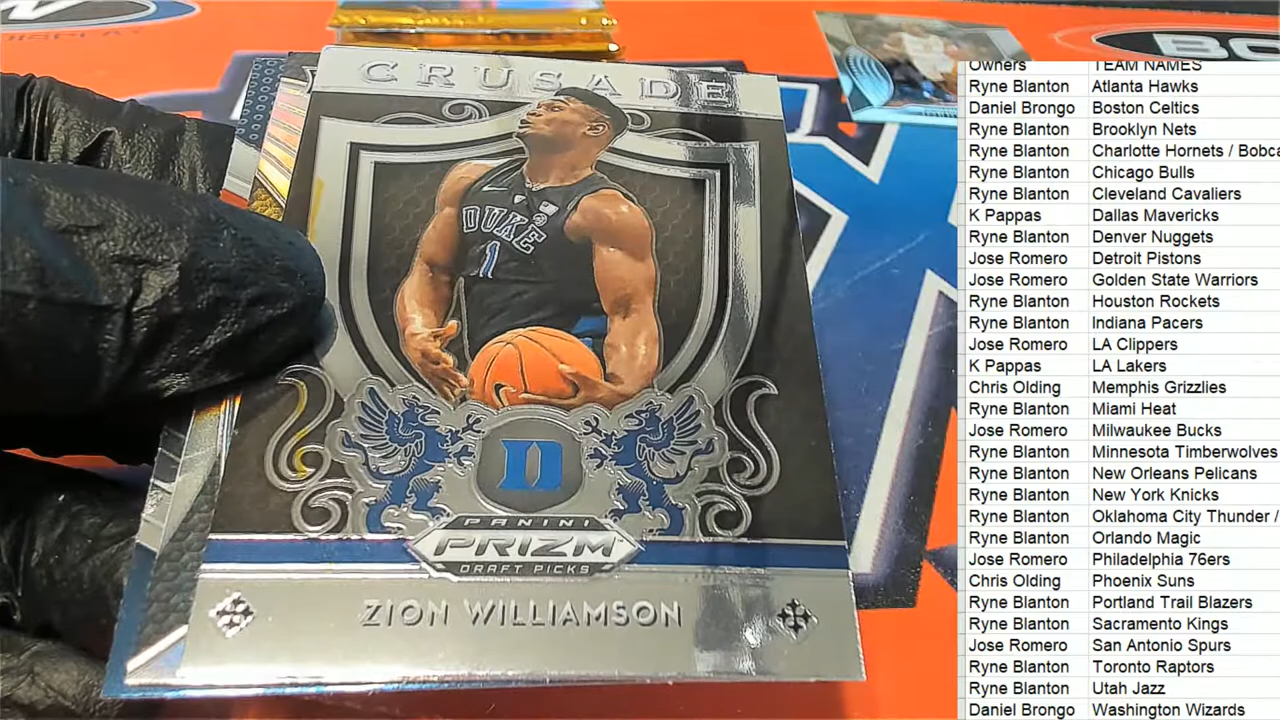 CRUSADE
DUKE
1
D
PANINI
PRIZM
DRAFT PICKS
ZION WILLIAMSON
BO
Owners TEAM NAMES
Ryne Blanton Atlanta Hawks
Daniel Brongo Boston Celtics
Ryne Blanton Brooklyn Nets
Ryne Blanton Charlotte Hornets / Bobca
Ryne Blanton Chicago Bulls
Ryne Blanton Cleveland Cavaliers
K Pappas Dallas Mavericks
Ryne Blanton Denver Nuggets
Jose Romero Detroit Pistons
Jose Romero Golden State Warriors
Ryne Blanton Houston Rockets
Ryne Blanton Indiana Pacers
Jose Romero LA Clippers
K Pappas LA Lakers
Chris Olding Memphis Grizzlies
Ryne Blanton Miami Heat
Jose Romero Milwaukee Bucks
Ryne Blanton Minnesota Timberwolves
Ryne Blanton New Orleans Pelicans
Ryne Blanton New York Knicks
Ryne Blanton Oklahoma City Thunder /
Ryne Blanton Orlando Magic
Jose Romero Philadelphia 76ers
Chris Olding Phoenix Suns
Ryne Blanton Portland Trail Blazers
Ryne Blanton Sacramento Kings
Jose Romero San Antonio Spurs
Ryne Blanton Toronto Raptors
Ryne Blanton Utah Jazz
Daniel Brongo Washington Wizards